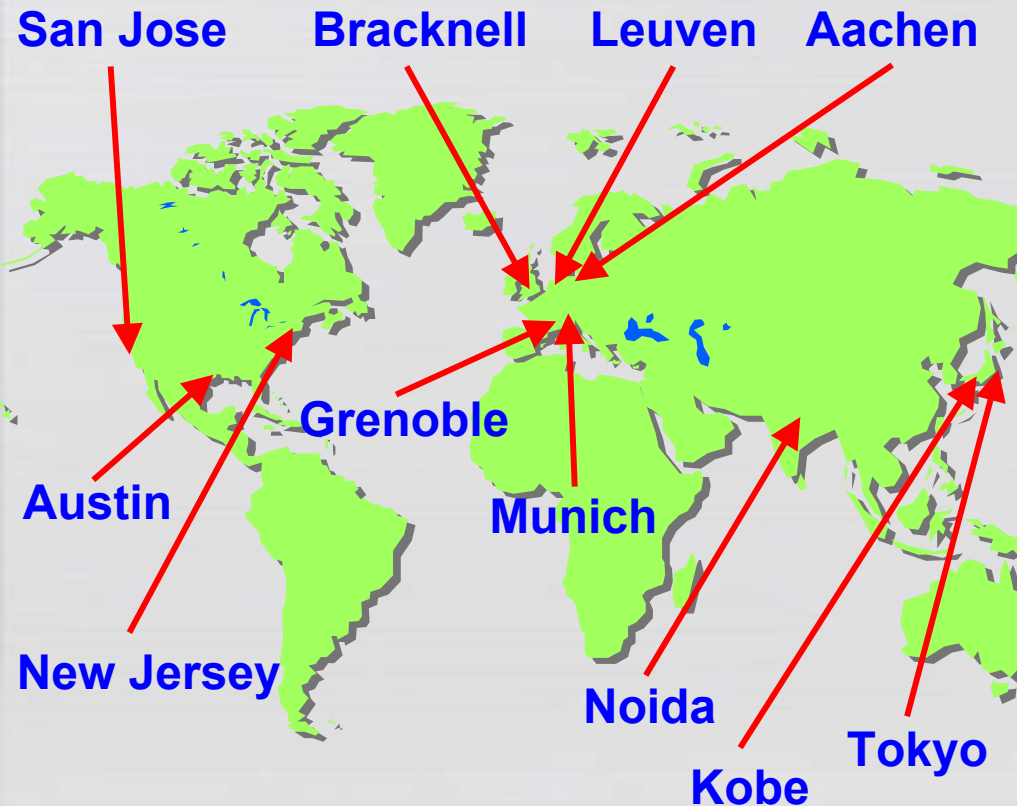 San Jose
Bracknell
Leuven
Aachen
Grenoble
Austin
Munich
New Jersey
Noida
Tokyo
Kobe